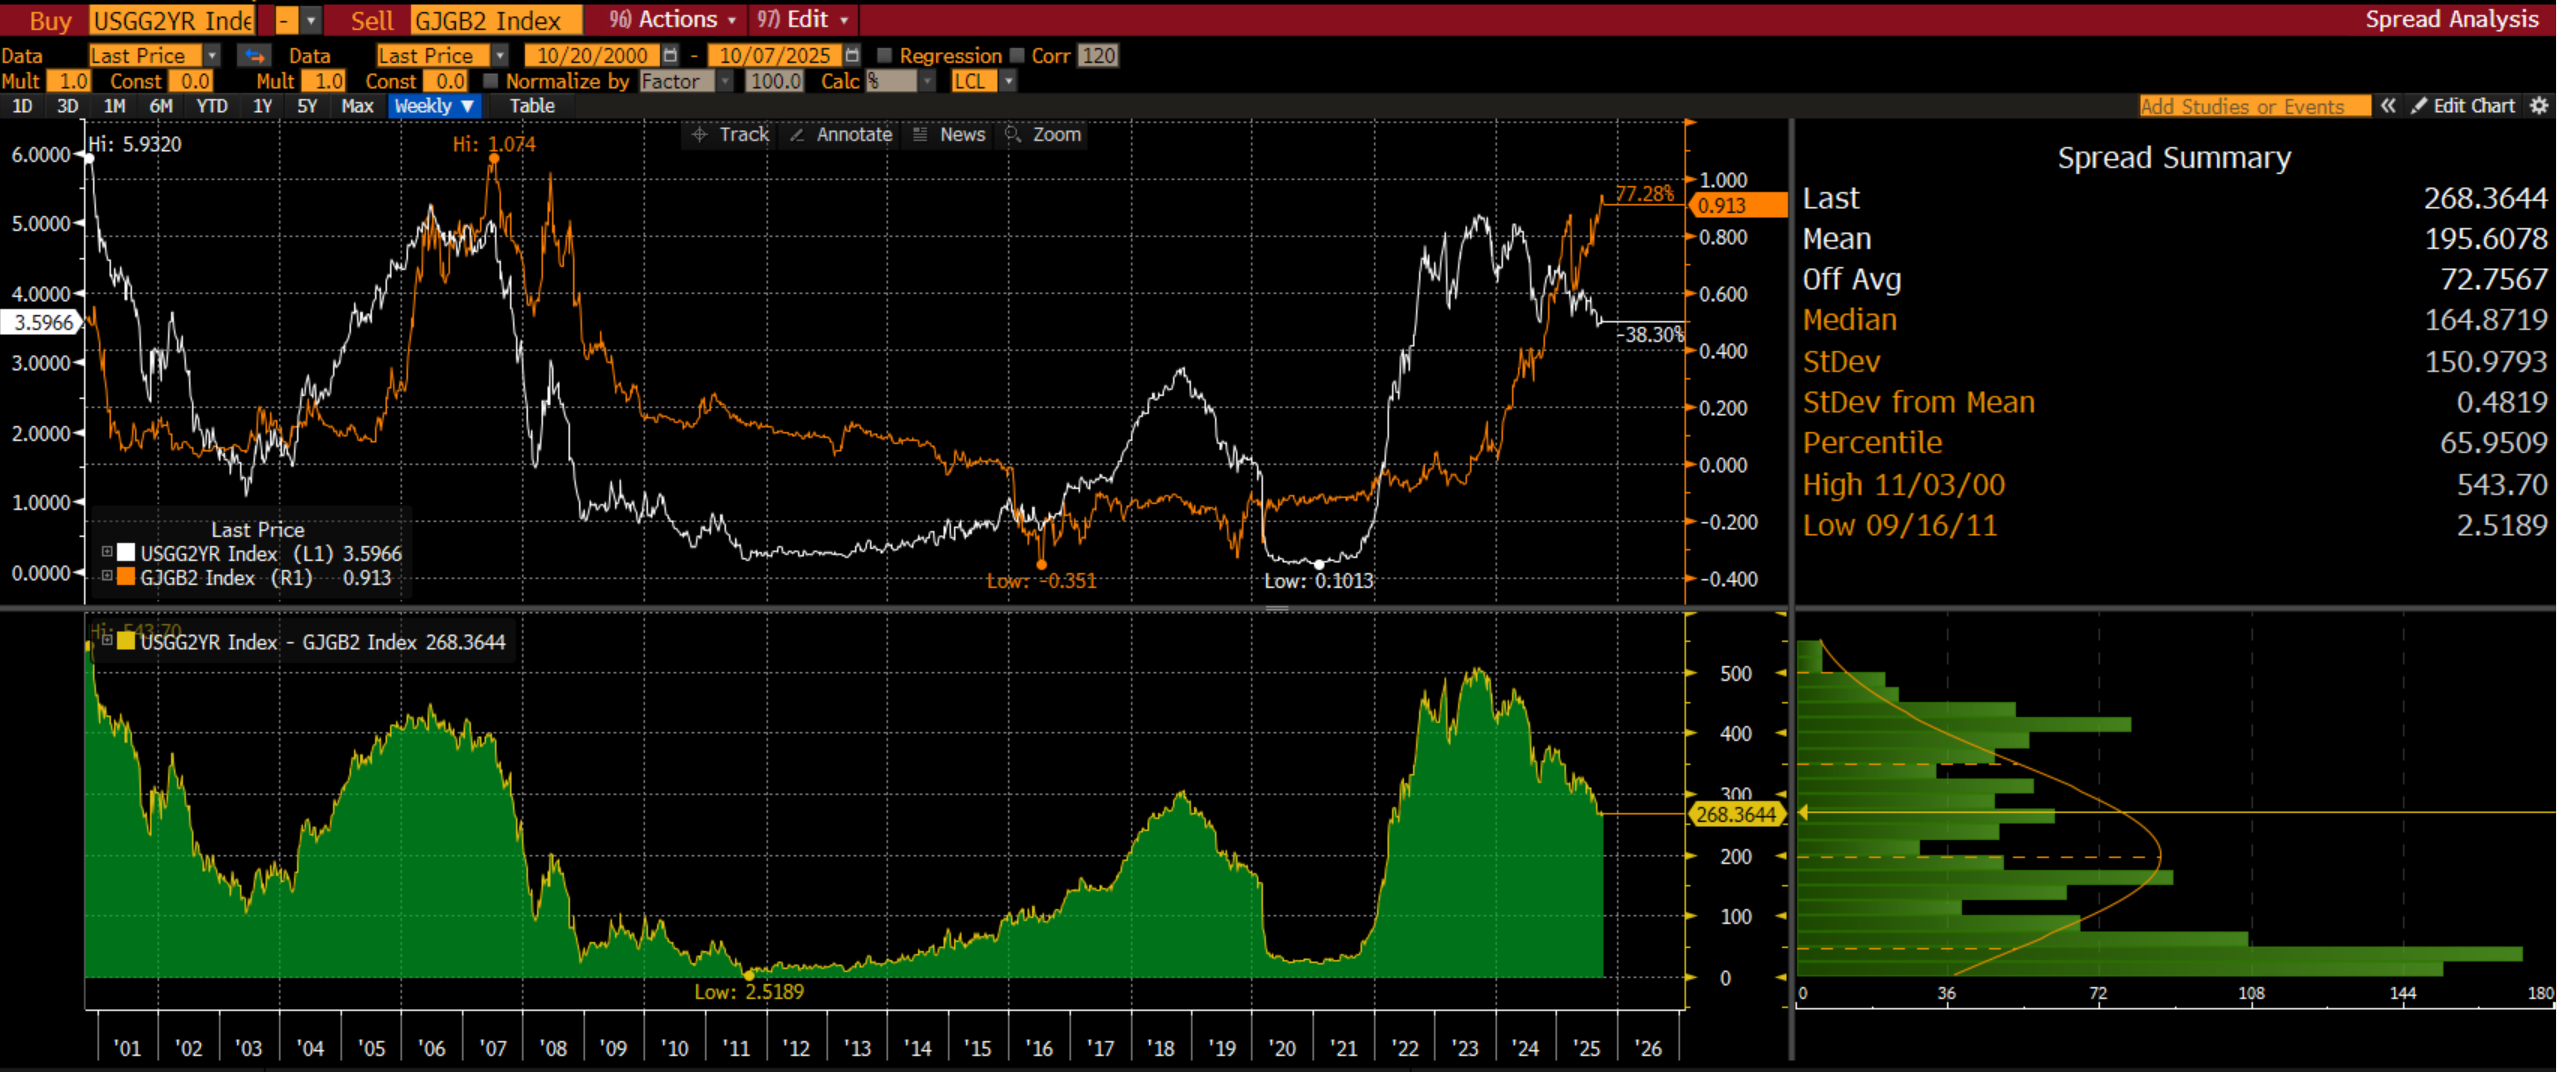 Buy USGG2YR Inde - Sell GJGB2 Index 96) Actions 97) Edit Spread Analysis
Data Last Price Data Last Price 10/20/2000 - 10/07/2025 Regression Corr 120
Mult 1.0 Const 0.0 Mult 1.0 Const 0.0 Normalize by Factor 100.0 Calc % LCL
1D 3D 1M 6M YTD 1Y 5Y Max Weekly ▼ Table Add Studies or Events « Edit Chart
Track Annotate News Zoom
Hi: 5.9320
Hi: 1.074
6.0000
5.0000
4.0000
3.5966
3.0000
2.0000
1.0000
0.0000
77.28%
-38.30%
1.000
0.913
0.800
0.600
0.400
0.200
0.000
-0.200
-0.400
Last Price
USGG2YR Index (L1) 3.5966
GJGB2 Index (R1) 0.913
Low: -0.351
Low: 0.1013
Spread Summary
Last 268.3644
Mean 195.6078
Off Avg 72.7567
Median 164.8719
StDev 150.9793
StDev from Mean 0.4819
Percentile 65.9509
High 11/03/00 543.70
Low 09/16/11 2.5189
Hi: 543.70
USGG2YR Index - GJGB2 Index 268.3644
500
400
300
268.3644
200
100
0
Low: 2.5189
'01 '02 '03 '04 '05 '06 '07 '08 '09 '10 '11 '12 '13 '14 '15 '16 '17 '18 '19 '20 '21 '22 '23 '24 '25 '26
0 36 72 108 144 180